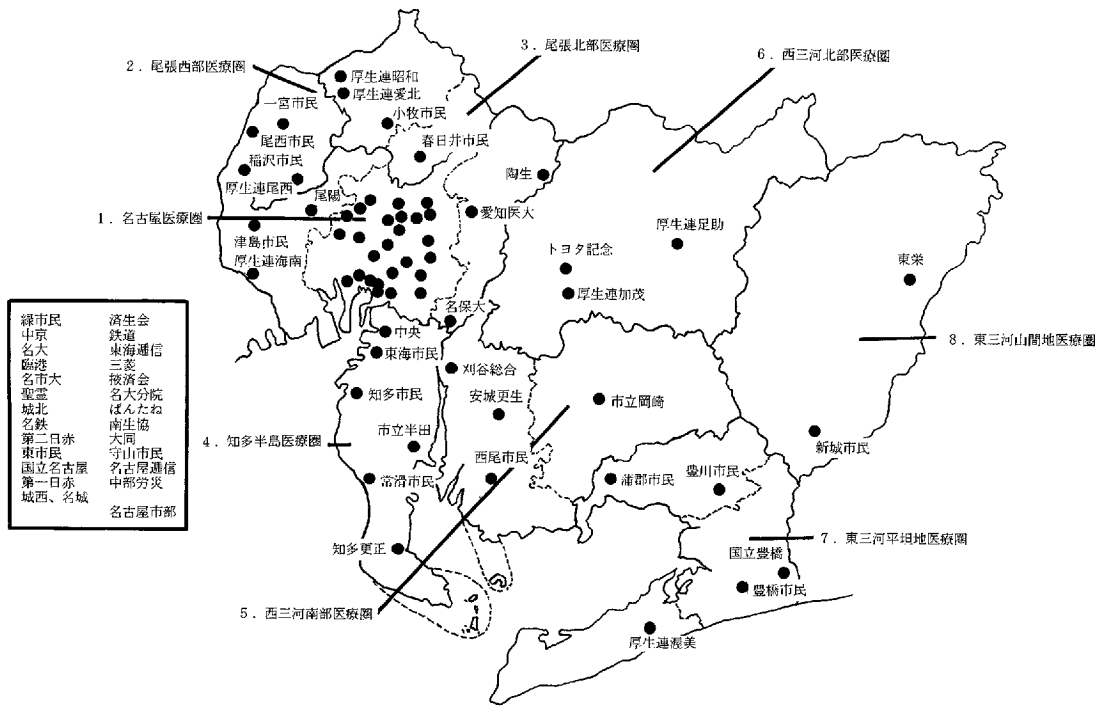 3．尾張北部医療圏
6．西三河北部医療圏
2．尾張西部医療圏
厚生連昭和
厚生連愛北
一宮市民
小牧市民
尾西市民
春日井市民
稲沢市民
陶生
厚生連尾西
尾陽
愛知医大
1．名古屋医療圏
厚生連足助
津島市民
トヨタ記念
東栄
厚生連海南
厚生連加茂
名保大
中央
8．東三河山間地医療圏
東海市民
刈谷総合
知多市民
安城更生
市立岡崎
市立半田
4．知多半島医療圏
新城市民
西尾市民
豊川市民
常滑市民
蒲郡市民
7．東三河平坦地医療圏
知多更正
国立豊橋
豊橋市民
5．西三河南部医療圏
厚生連渥美
緑市民　済生会
中京　鉄道
名大　東海逓信
臨港　三菱
名市大　掖済会
聖霊　名大分院
城北　ばんたね
名鉄　南生協
第二日赤　大同
東市民　守山市民
国立名古屋　名古屋逓信
第一日赤　中部労災
城西、名城
名古屋市部